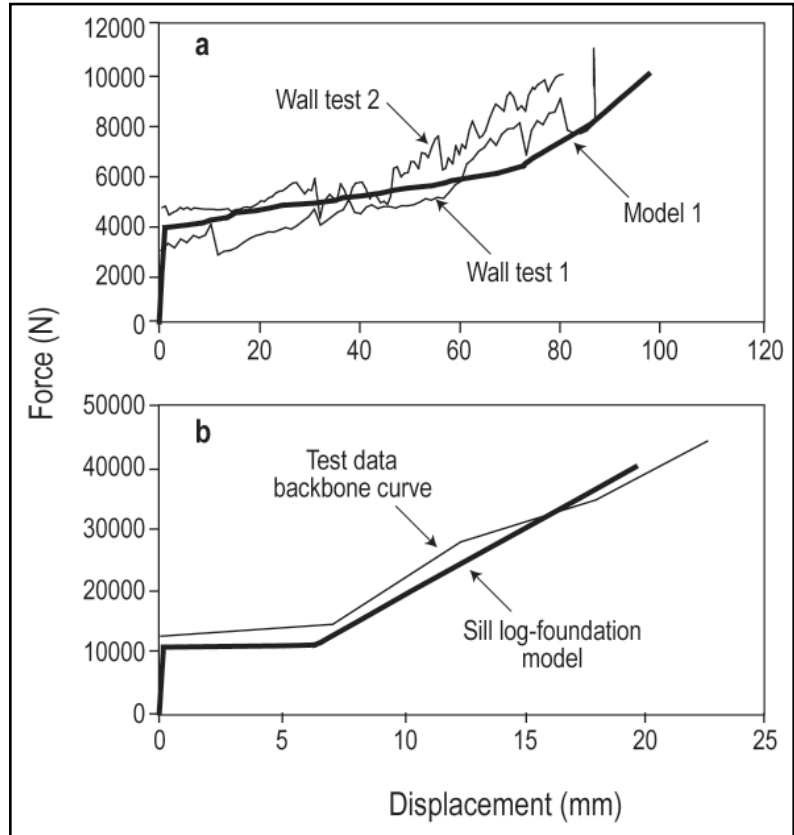 a
12000
10000
8000
6000
4000
2000
0
Wall test 2
Model 1
Wall test 1
0 20 40 60 80 100 120
Force (N)
b
50000
40000
30000
20000
10000
0
Test data
backbone curve
Sill log-foundation
model
0 5 10 15 20 25
Displacement (mm)